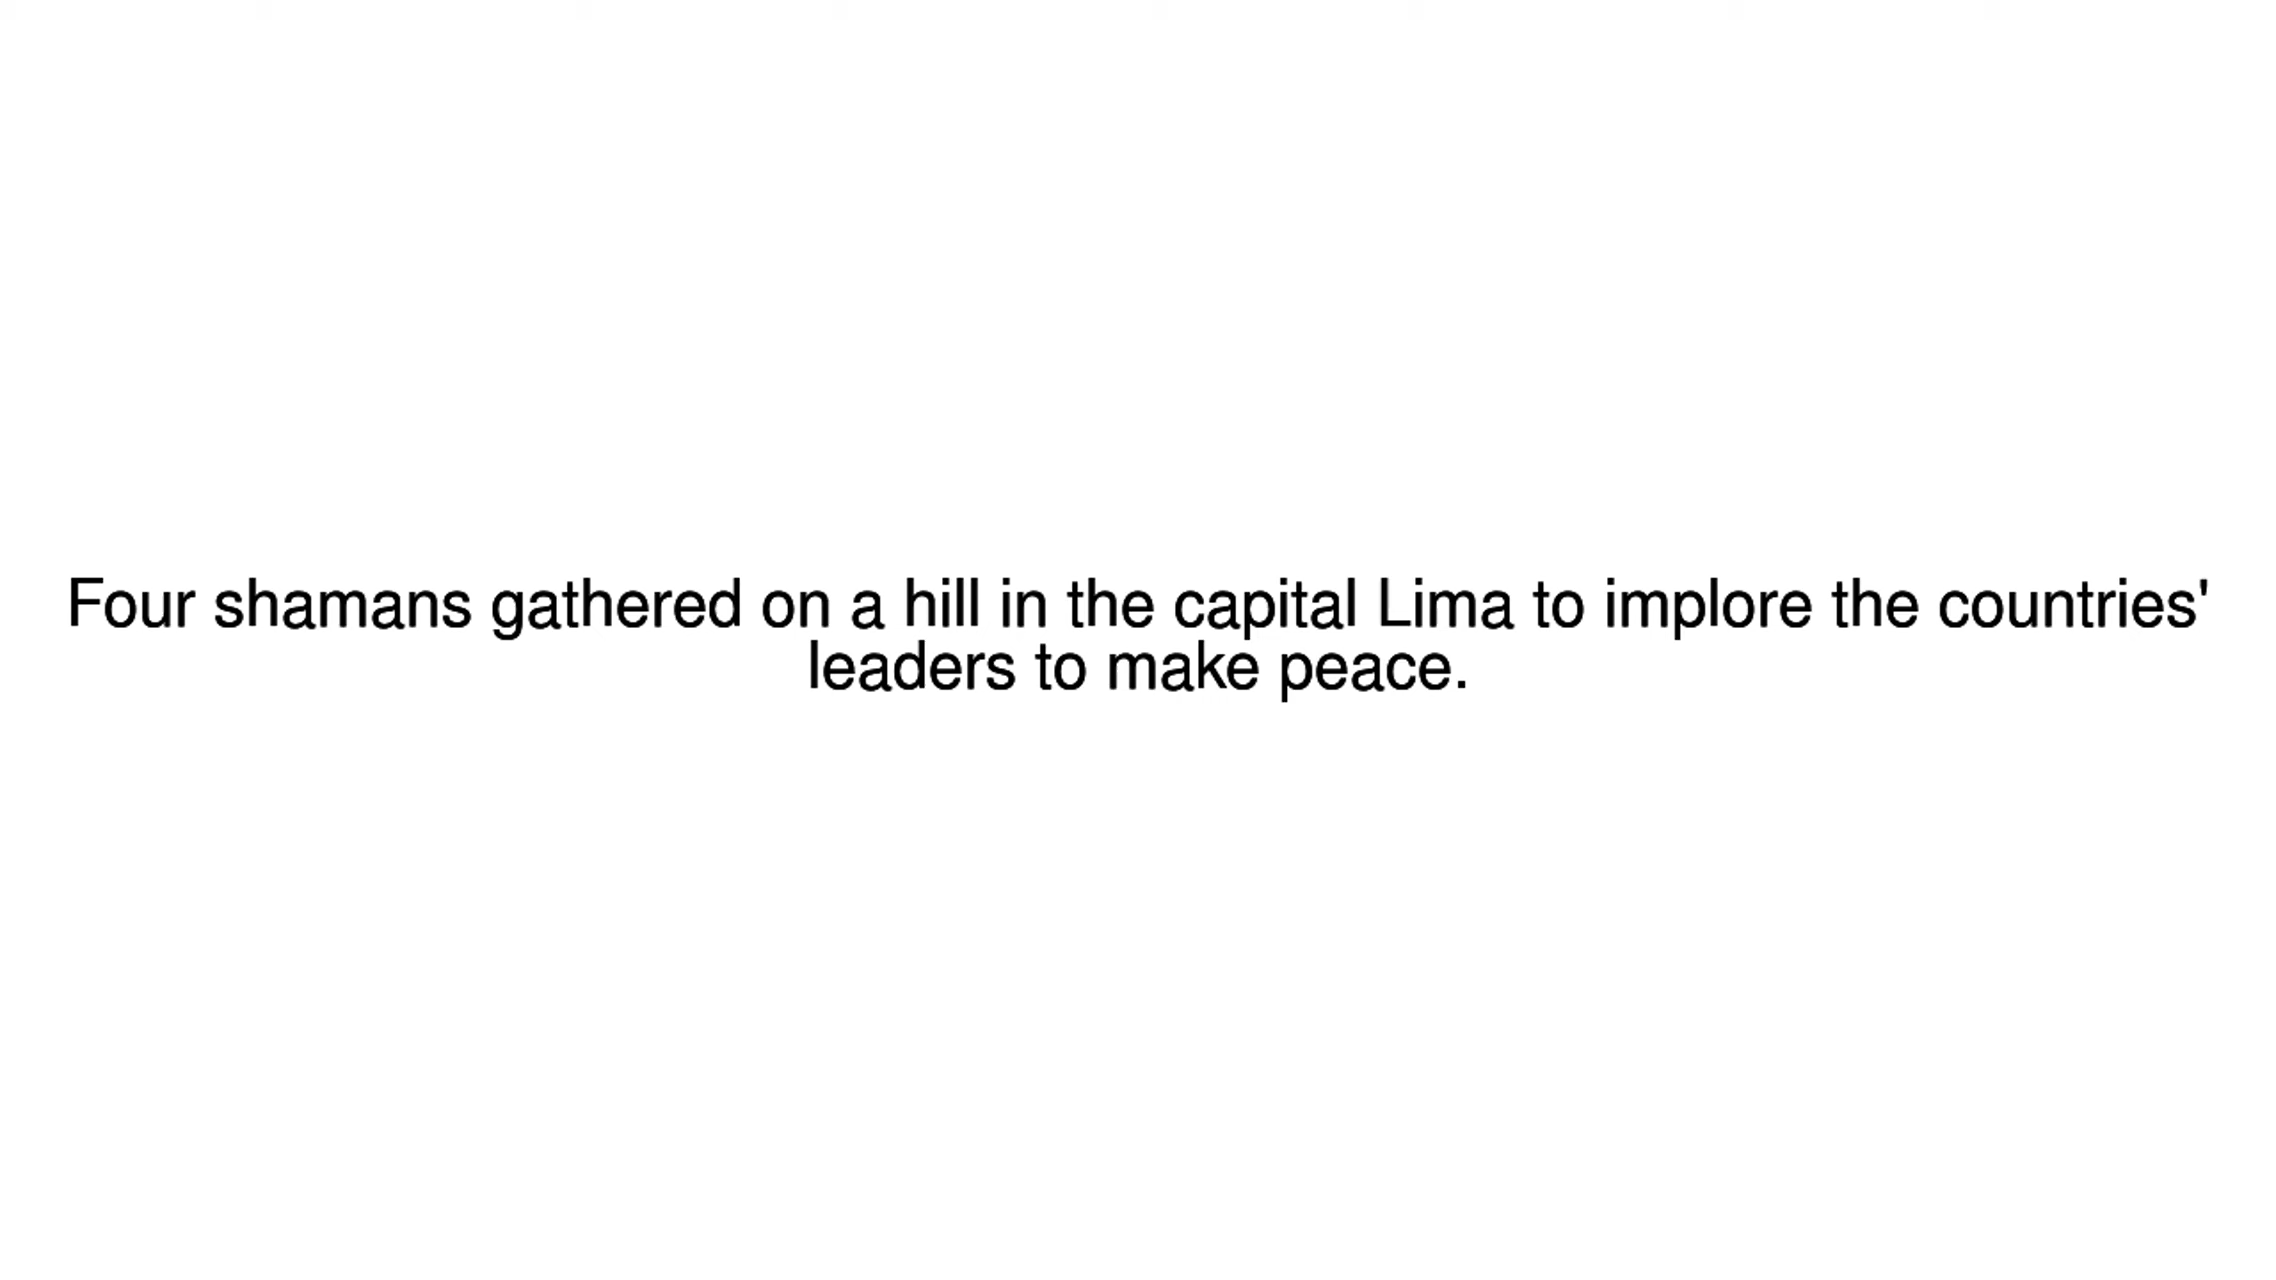 Four shamans gathered on a hill in the capital Lima to implore the countries'
leaders to make peace.